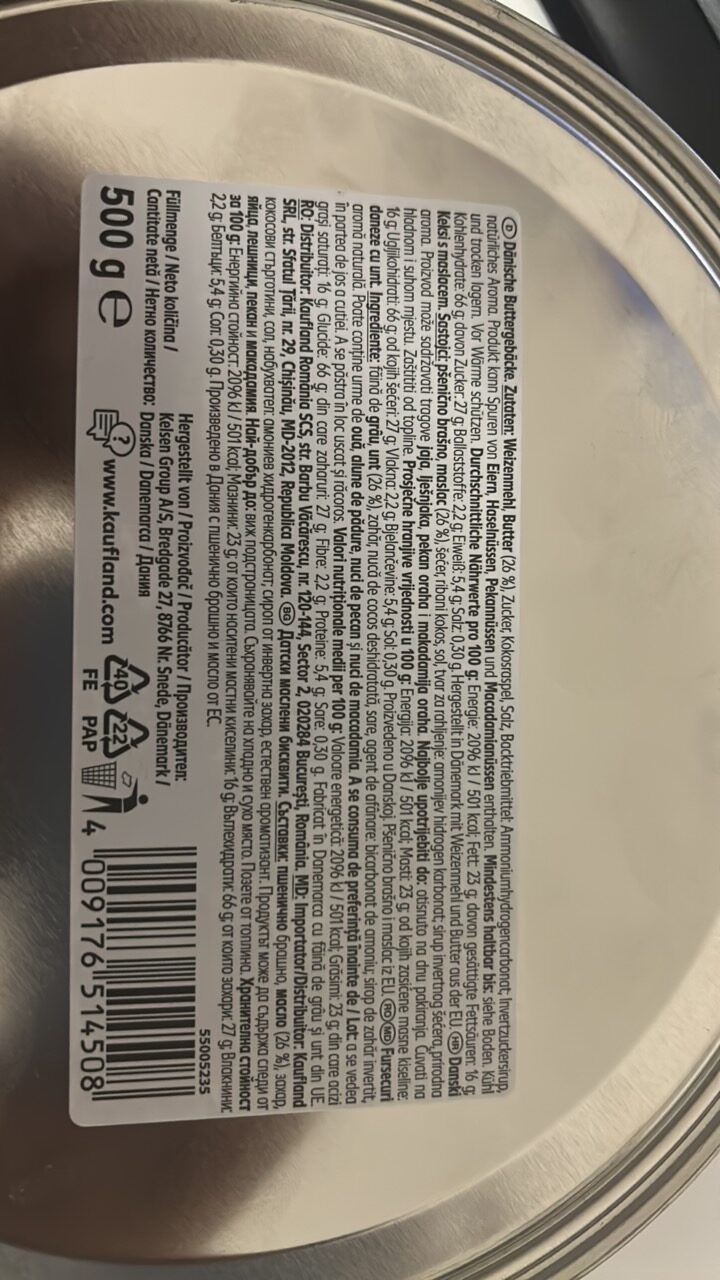 Ⓓ Dänische Buttergebäcke. Zutaten: Weizenmehl, Butter (26 %), Zucker, Kokosraspel, Salz, Backtriebmittel: Ammoniumhydrogencarbonat; Invertzuckersirup,
natürliches Aroma. Produkt kann Spuren von Eiern, Haselnüssen, Pekannüssen und Macadamianüssen enthalten. Mindestens haltbar bis: siehe Boden. Kühl
und trocken lagern. Vor Wärme schützen. Durchschnittliche Nährwerte pro 100 g: Energie: 2096 kJ / 501 kcal; Fett: 23 g; davon gesättigte Fettsäuren: 16 g;
Kohlenhydrate: 66 g; davon Zucker: 27 g; Ballaststoffe: 2,2 g; Eiweiß: 5,4 g; Salz: 0,30 g. Hergestellt in Dänemark mit Weizenmehl und Butter aus der EU. ⒽⓇ Danski
Keksi s maslacem. Sastojci: pšenično brašno, maslac (26 %), šećer, ribani kokos, sol, tvar za rahljenje: amonijev hidrogen karbonat; sirup invertnog šećera, prirodna
aroma. Proizvod može sadržavati tragove jaja, lješnjaka, pekan oraha i makadamija oraha. Najbolje upotrijebiti do: otisnuto na dnu pakiranja. Čuvati na
hladnom i suhom mjestu. Zaštititi od topline. Prosječne hranjive vrijednosti u 100 g: Energija: 2096 kJ / 501 kcal; Masti: 23 g; od kojih zasićene masne kiseline:
16 g; Ugljikohidrati: 66 g; od kojih šećeri: 27 g; Vlakna: 2,2 g; Bjelančevine: 5,4 g; Sol: 0,30 g. Proizvedeno u Danskoj. Pšenično brašno i maslac iz EU. ⓇⓄ ⓂⒹ Fursecuri
daneze cu unt. Ingrediente: făină de grâu, unt (26 %), zahăr, nucă de cocos deshidratată, sare, agent de afânare: bicarbonat de amoniu; sirop de zahăr invertit,
aromă naturală. Poate conține urme de ouă, alune de pădure, nuci de pecan și nuci de macadamia. A se consuma de preferință înainte de / Lot: a se vedea
în partea de jos a cutiei. A se păstra în loc uscat și răcoros. Valori nutriționale medii per 100 g: Valoare energetică: 2096 kJ / 501 kcal; Grăsimi: 23 g; din care acizi
grași saturați: 16 g; Glucide: 66 g; din care zaharuri: 27 g; Fibre: 2,2 g; Proteine: 5,4 g; Sare: 0,30 g. Fabricat în Danemarca cu făină de grâu și unt din UE.
RO: Distribuitor: Kaufland România SCS, str. Barbu Văcărescu, nr. 120-144, Sector 2, 020284 București, România, MD: Importator/Distribuitor: Kaufland
SRL, str. Sfatul Țării, nr. 29, Chișinău, MD-2012, Republica Moldova. ⒷⒼ Датски маслени бисквити. Съставки: пшенично брашно, масло (26 %), захар,
кокосови стърготини, сол, набухвател: амониев хидрогенкарбонат; сироп от инвертна захар, естествен ароматизант. Продуктът може да съдържа следи от
яйца, лешници, пекан и макадамия. Най-добър до: виж подстраницата. Съхранявайте на хладно и сухо място. Пазете от топлина. Хранителна стойност
за 100 g: Енергийна стойност: 2096 kJ / 501 kcal; Мазнини: 23 g; от които наситени мастни киселини: 16 g; Въглехидрати: 66 g; от които захари: 27 g; Влакнини:
2,2 g; Белтъци: 5,4 g; Сол: 0,30 g. Произведено в Дания с пшенично брашно и масло от ЕС.
55005235
Füllmenge / Neto količina /
Cantitate netă / Нетно количество:
500 g ℮
Hergestellt von / Proizvođač / Producător / Производител:
Kelsen Group A/S, Bredgade 27, 8766 Nr. Snede, Dänemark /
Danska / Danemarca / Дания
www.kaufland.com
40 22
FE PAP
4 009176 514508